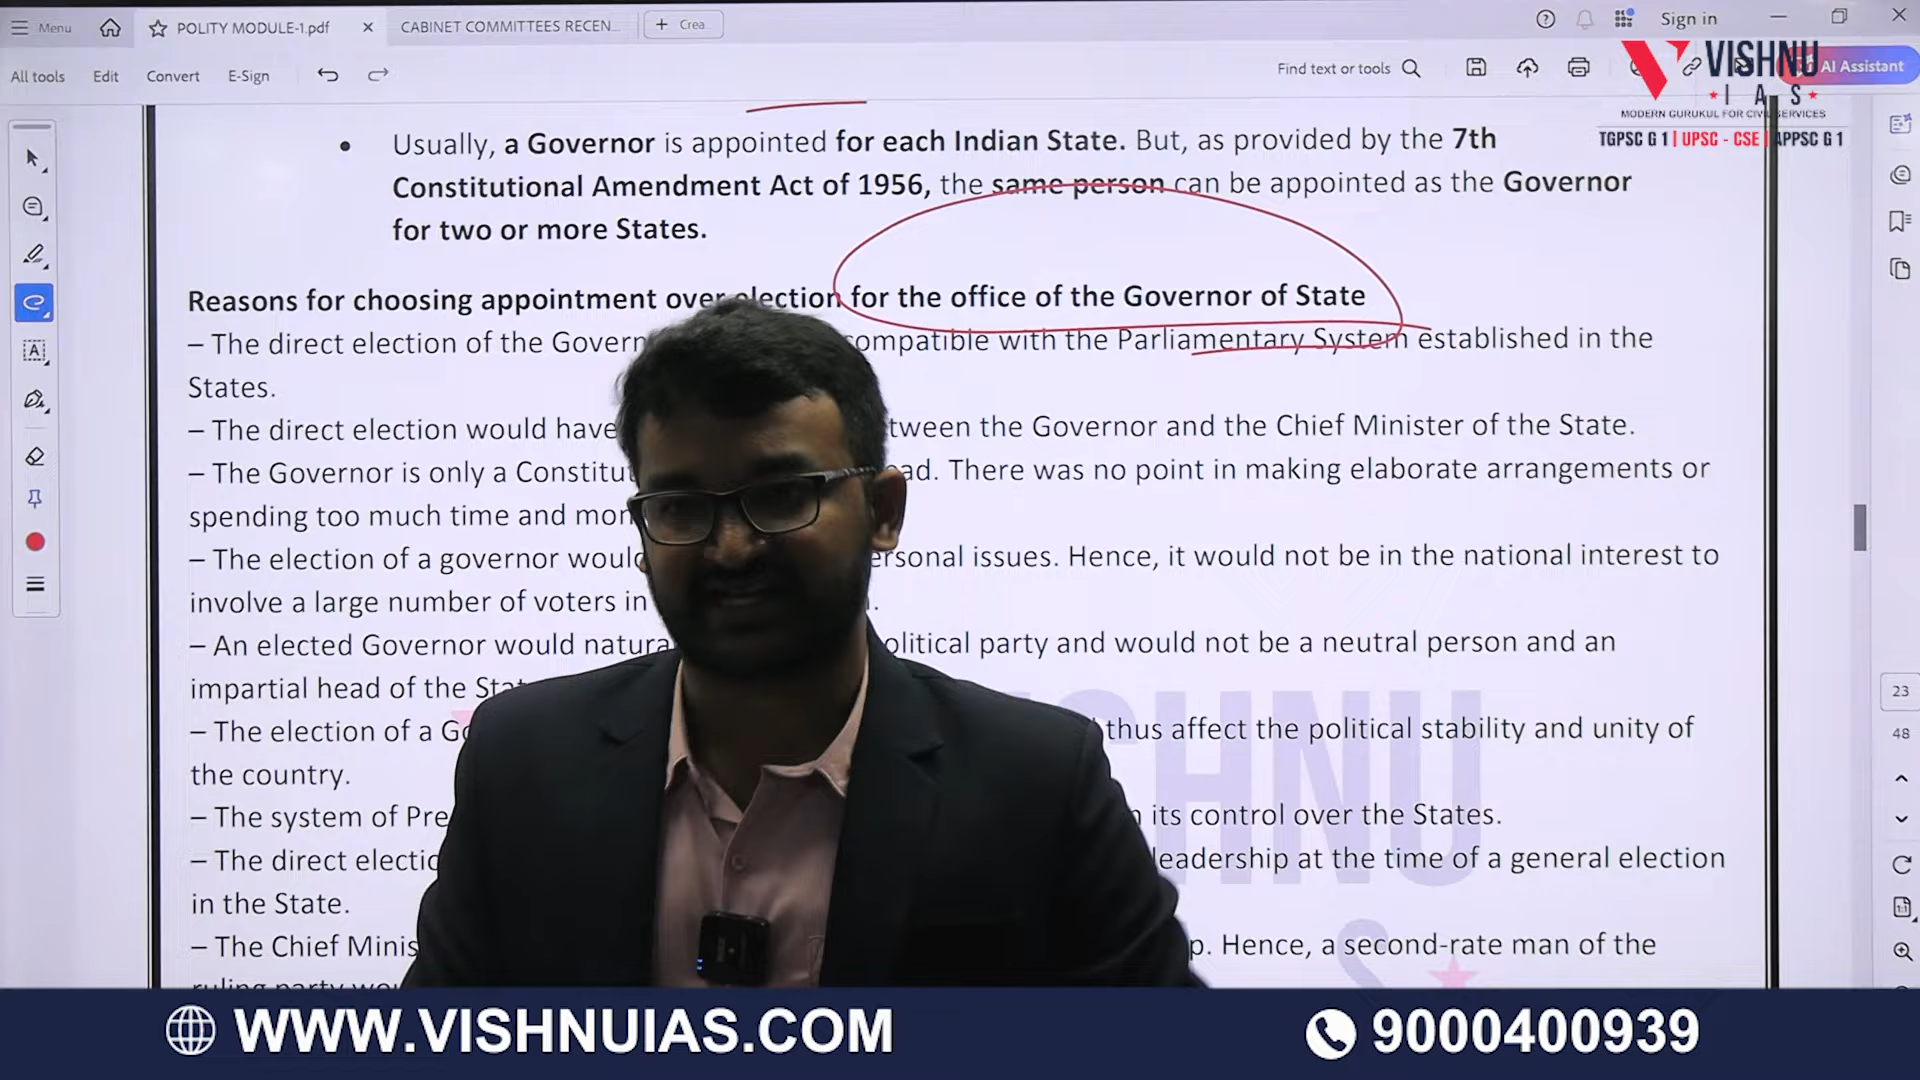 Menu
POLITY MODULE-1.pdf
CABINET COMMITTEES RECEN...
Crea
Sign in
All tools
Edit
Convert
E-Sign
Find text or tools
AI Assistant
VISHNU
IAS
MODERN GURUKUL FOR CIVIL SERVICES
TGPSC G 1 | UPSC - CSE | APPSC G 1
• Usually, a Governor is appointed for each Indian State. But, as provided by the 7th
Constitutional Amendment Act of 1956, the same person can be appointed as the Governor
for two or more States.
Reasons for choosing appointment over election for the office of the Governor of State
– The direct election of the Govern ompatible with the Parliamentary System established in the
States.
– The direct election would have tween the Governor and the Chief Minister of the State.
– The Governor is only a Constitut ad. There was no point in making elaborate arrangements or
spending too much time and mon
– The election of a governor would ersonal issues. Hence, it would not be in the national interest to
involve a large number of voters in
– An elected Governor would natura olitical party and would not be a neutral person and an
impartial head of the Stat
– The election of a Go thus affect the political stability and unity of
the country.
– The system of Pre its control over the States.
– The direct electio leadership at the time of a general election
in the State.
– The Chief Minis p. Hence, a second-rate man of the
ruling party wou
VISHNU
S
23
48
WWW.VISHNUIAS.COM
9000400939